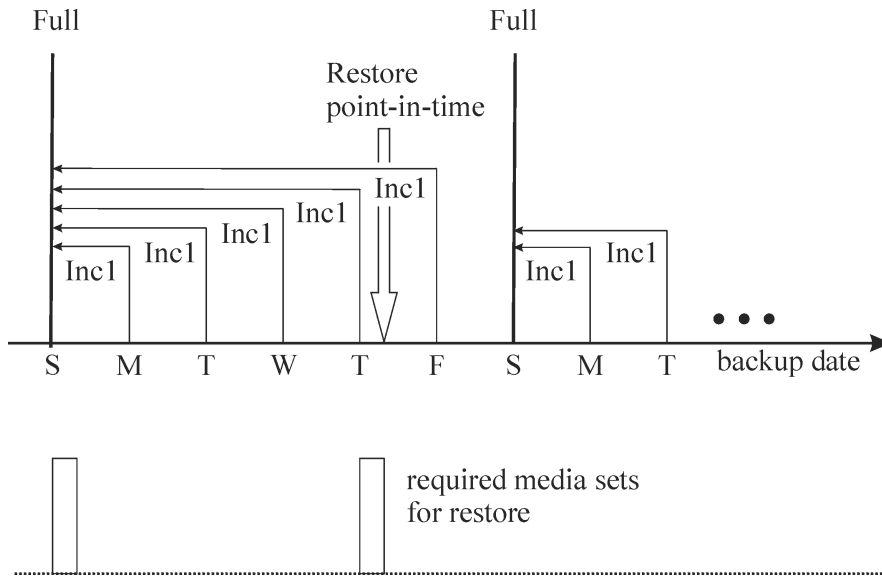 Full
Full
Restore
point-in-time
Inc1
Inc1
Inc1
Inc1
Inc1
Inc1
Inc1
S M T W T F S M T backup date
required media sets
for restore